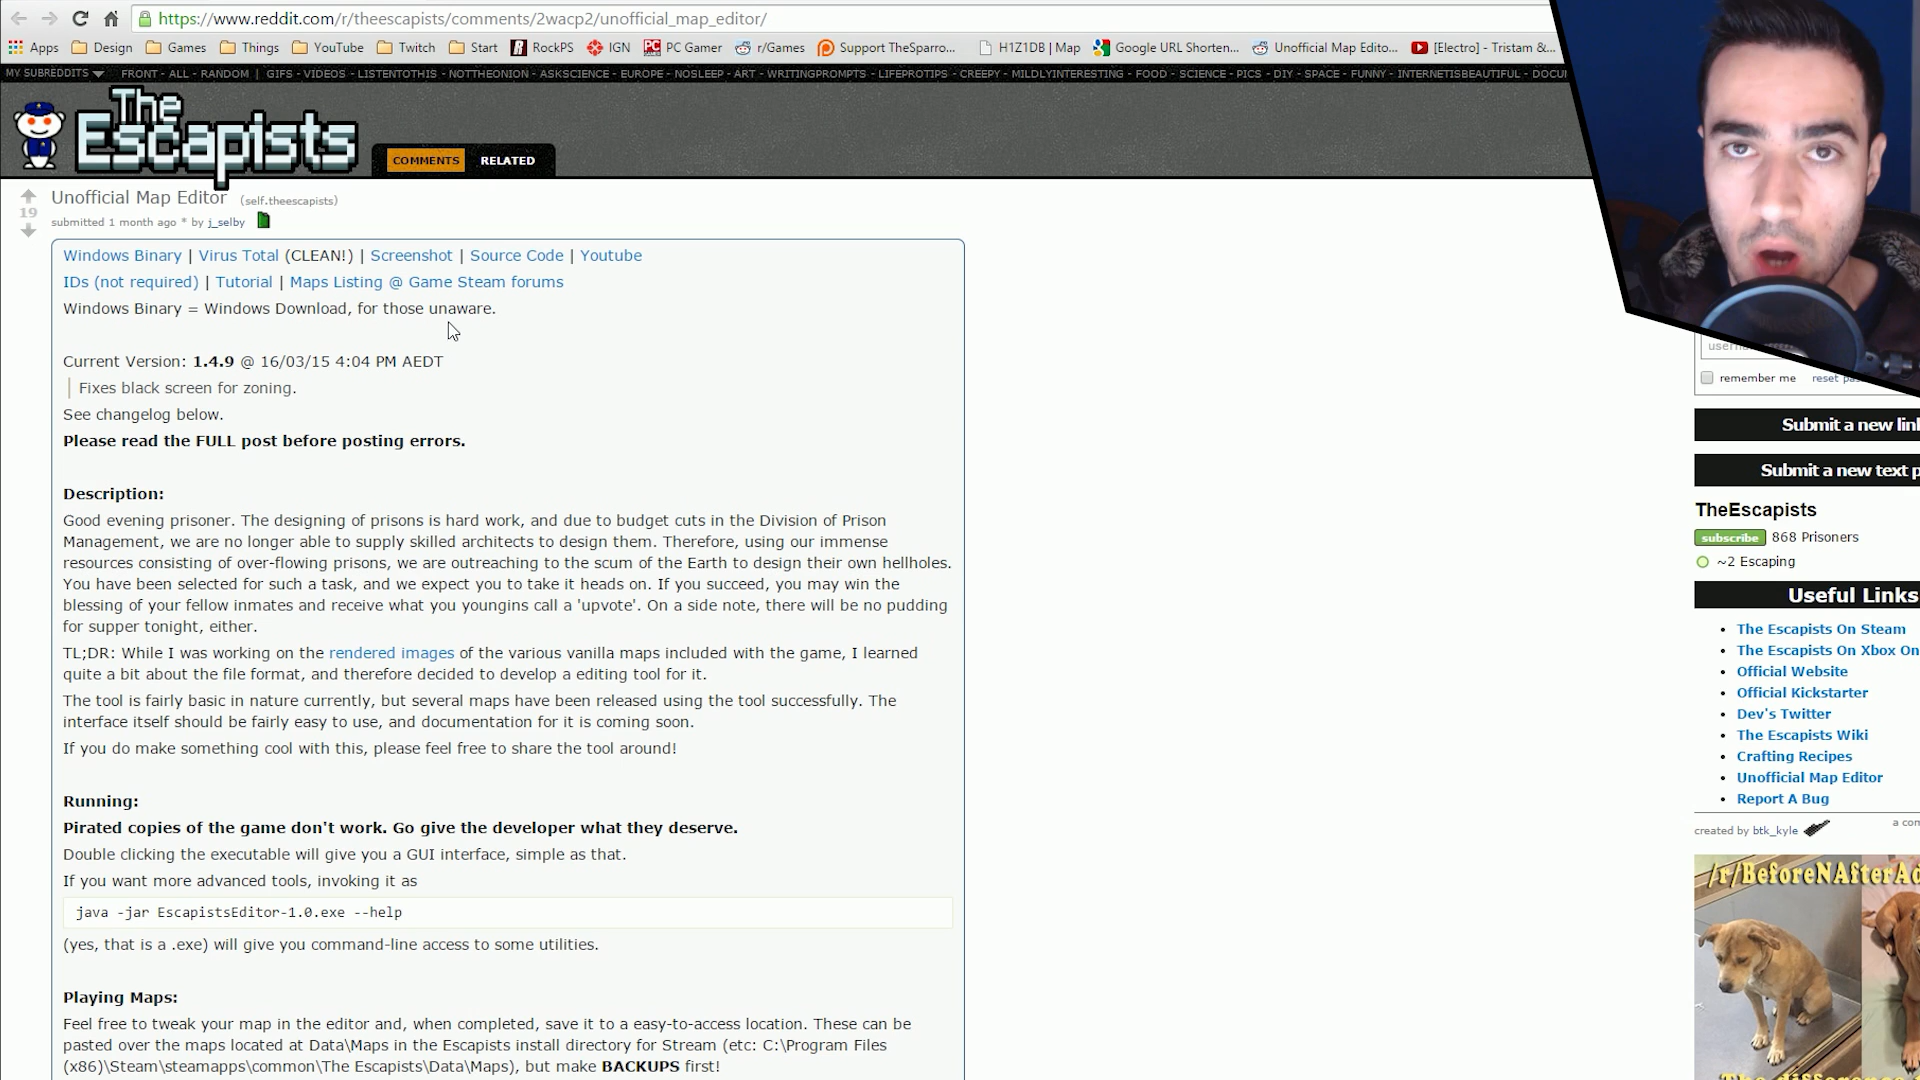 https://www.reddit.com/r/theescapists/comments/2wacp2/unofficial_map_editor/
Apps Design Games Things YouTube Twitch Start RockPS IGN PC Gamer r/Games Support TheSparro... H1Z1DB | Map Google URL Shorten... Unofficial Map Edito... [Electro] - Tristam &...
MY SUBREDDITS FRONT - ALL - RANDOM | GIFS - VIDEOS - LISTENTOTHIS - NOTTHEONION - ASKSCIENCE - EUROPE - NOSLEEP - ART - WRITINGPROMPTS - LIFEPROTIPS - CREEPY - MILDLYINTERESTING - FOOD - SCIENCE - PICS - DIY - SPACE - FUNNY - INTERNETISBEAUTIFUL - DOCU
The Escapists
COMMENTS RELATED
Unofficial Map Editor (self.theescapists)
19
submitted 1 month ago * by j_selby
Windows Binary | Virus Total (CLEAN!) | Screenshot | Source Code | Youtube
IDs (not required) | Tutorial | Maps Listing @ Game Steam forums
Windows Binary = Windows Download, for those unaware.
Current Version: 1.4.9 @ 16/03/15 4:04 PM AEDT
Fixes black screen for zoning.
See changelog below.
Please read the FULL post before posting errors.
Description:
Good evening prisoner. The designing of prisons is hard work, and due to budget cuts in the Division of Prison
Management, we are no longer able to supply skilled architects to design them. Therefore, using our immense
resources consisting of over-flowing prisons, we are outreaching to the scum of the Earth to design their own hellholes.
You have been selected for such a task, and we expect you to take it heads on. If you succeed, you may win the
blessing of your fellow inmates and receive what you youngins call a 'upvote'. On a side note, there will be no pudding
for supper tonight, either.
TL;DR: While I was working on the rendered images of the various vanilla maps included with the game, I learned
quite a bit about the file format, and therefore decided to develop a editing tool for it.
The tool is fairly basic in nature currently, but several maps have been released using the tool successfully. The
interface itself should be fairly easy to use, and documentation for it is coming soon.
If you do make something cool with this, please feel free to share the tool around!
Running:
Pirated copies of the game don't work. Go give the developer what they deserve.
Double clicking the executable will give you a GUI interface, simple as that.
If you want more advanced tools, invoking it as
java -jar EscapistsEditor-1.0.exe --help
(yes, that is a .exe) will give you command-line access to some utilities.
Playing Maps:
Feel free to tweak your map in the editor and, when completed, save it to a easy-to-access location. These can be
pasted over the maps located at Data\Maps in the Escapists install directory for Stream (etc: C:\Program Files
(x86)\Steam\steamapps\common\The Escapists\Data\Maps), but make BACKUPS first!
remember me reset pa
Submit a new lin
Submit a new text p
TheEscapists
subscribe 868 Prisoners
~2 Escaping
Useful Links
The Escapists On Steam
The Escapists On Xbox On
Official Website
Official Kickstarter
Dev's Twitter
The Escapists Wiki
Crafting Recipes
Unofficial Map Editor
Report A Bug
created by btk_kyle a con
/r/BeforeNAfterAd